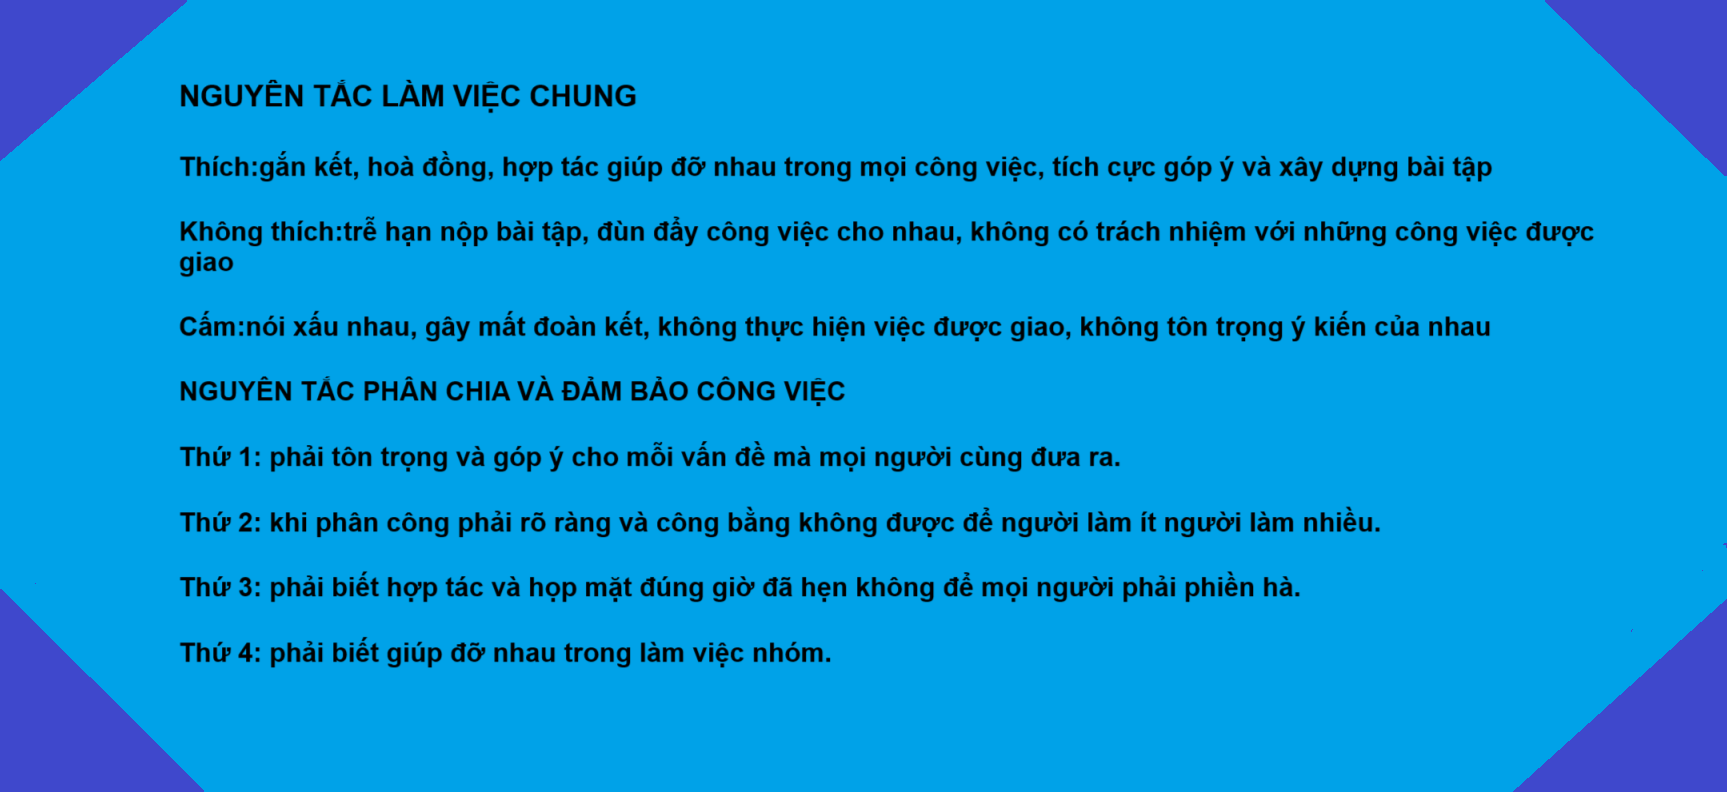 NGUYÊN TẮC LÀM VIỆC CHUNG
Thích:gắn kết, hoà đồng, hợp tác giúp đỡ nhau trong mọi công việc, tích cực góp ý và xây dựng bài tập
Không thích:trễ hạn nộp bài tập, đùn đẩy công việc cho nhau, không có trách nhiệm với những công việc được
giao
Cấm:nói xấu nhau, gây mất đoàn kết, không thực hiện việc được giao, không tôn trọng ý kiến của nhau
NGUYÊN TẮC PHÂN CHIA VÀ ĐẢM BẢO CÔNG VIỆC
Thứ 1: phải tôn trọng và góp ý cho mỗi vấn đề mà mọi người cùng đưa ra.
Thứ 2: khi phân công phải rõ ràng và công bằng không được để người làm ít người làm nhiều.
Thứ 3: phải biết hợp tác và họp mặt đúng giờ đã hẹn không để mọi người phải phiền hà.
Thứ 4: phải biết giúp đỡ nhau trong làm việc nhóm.